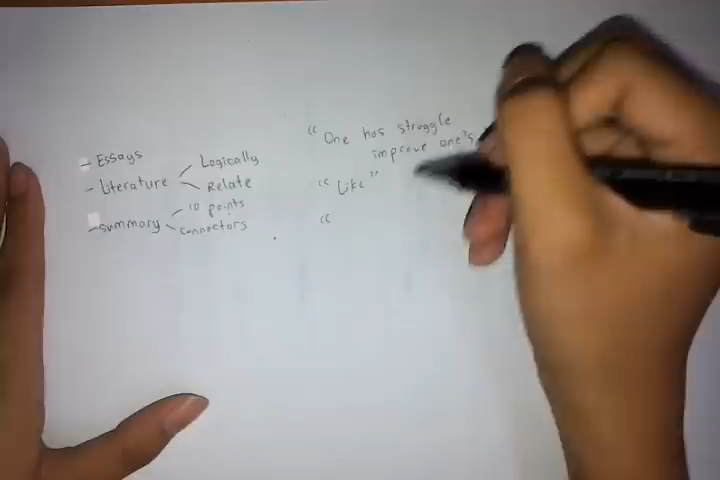 - Essays
- Literature
Logically
Relate
- summary
10 points
connectors
“ One has struggle
improve one's
“ Like ”
“